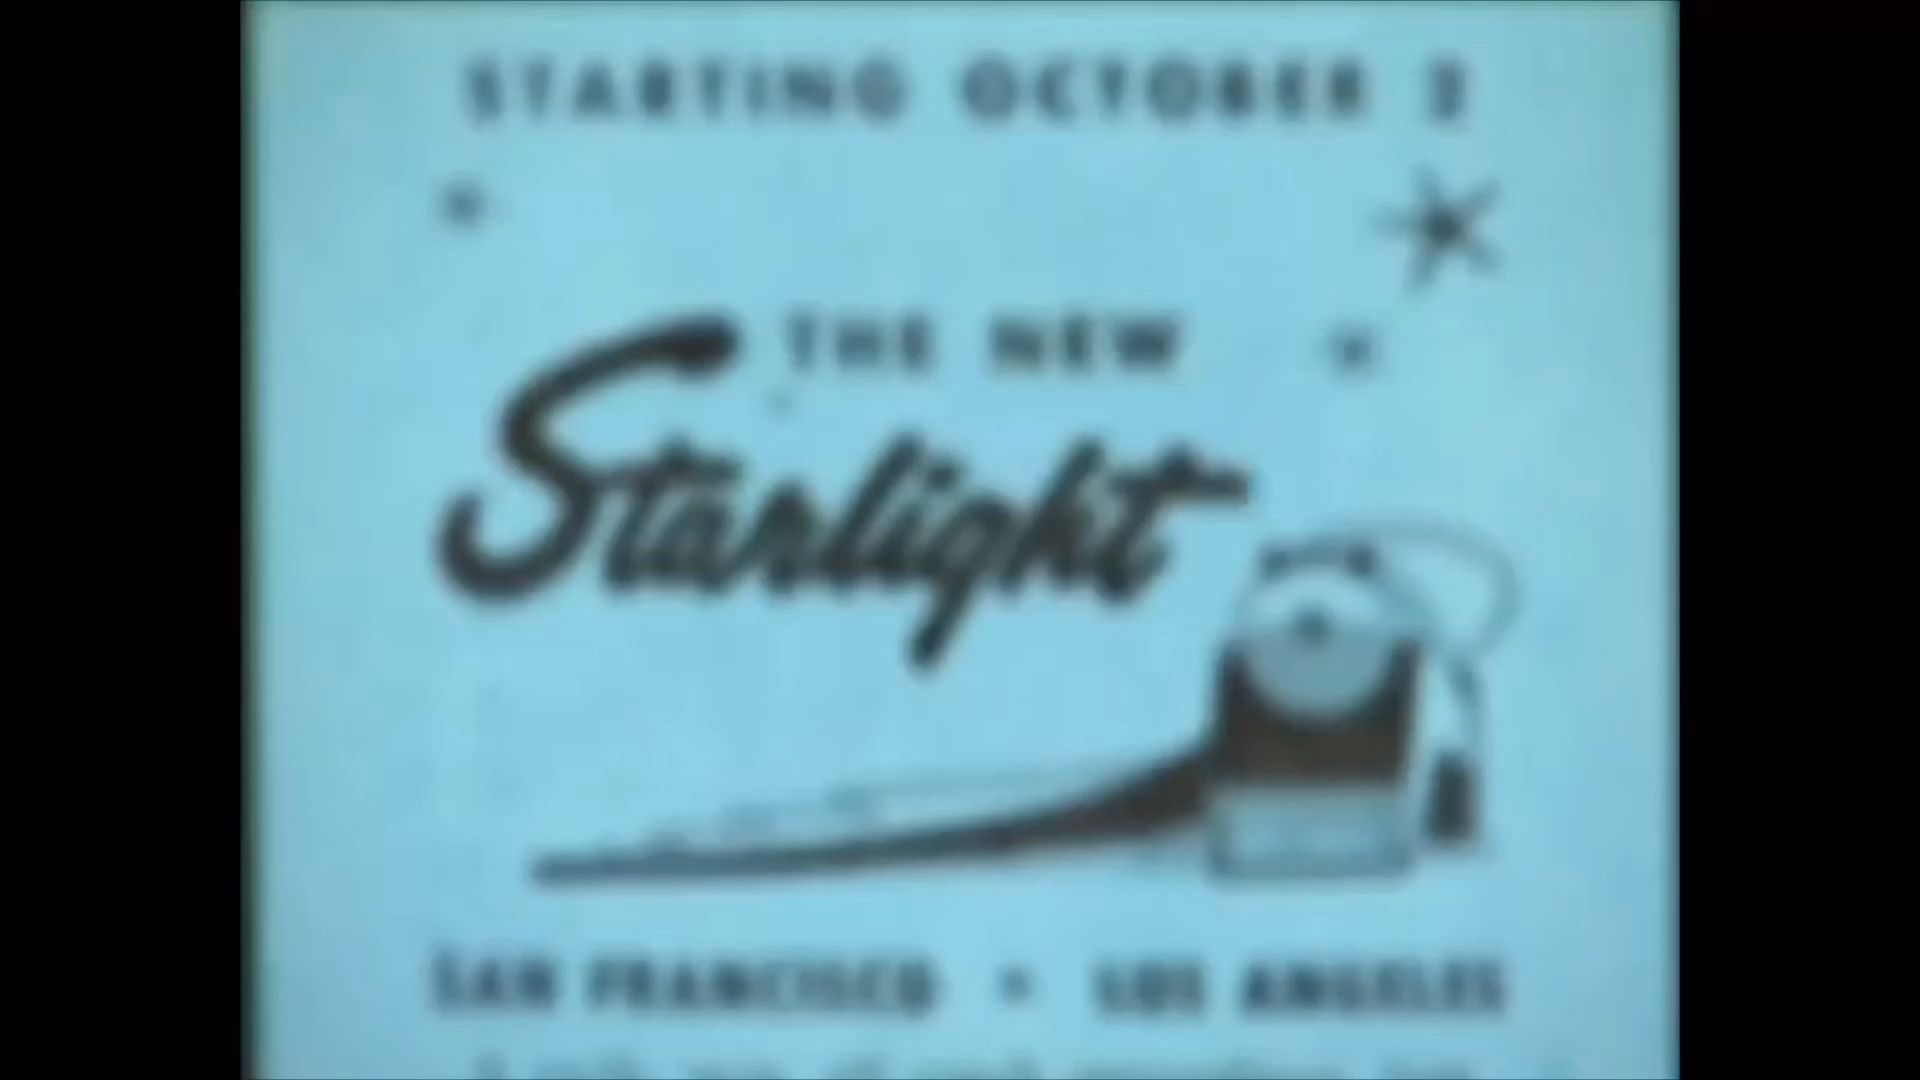 STARTING OCTOBER 2
THE NEW
Starlight
SAN FRANCISCO • LOS ANGELES